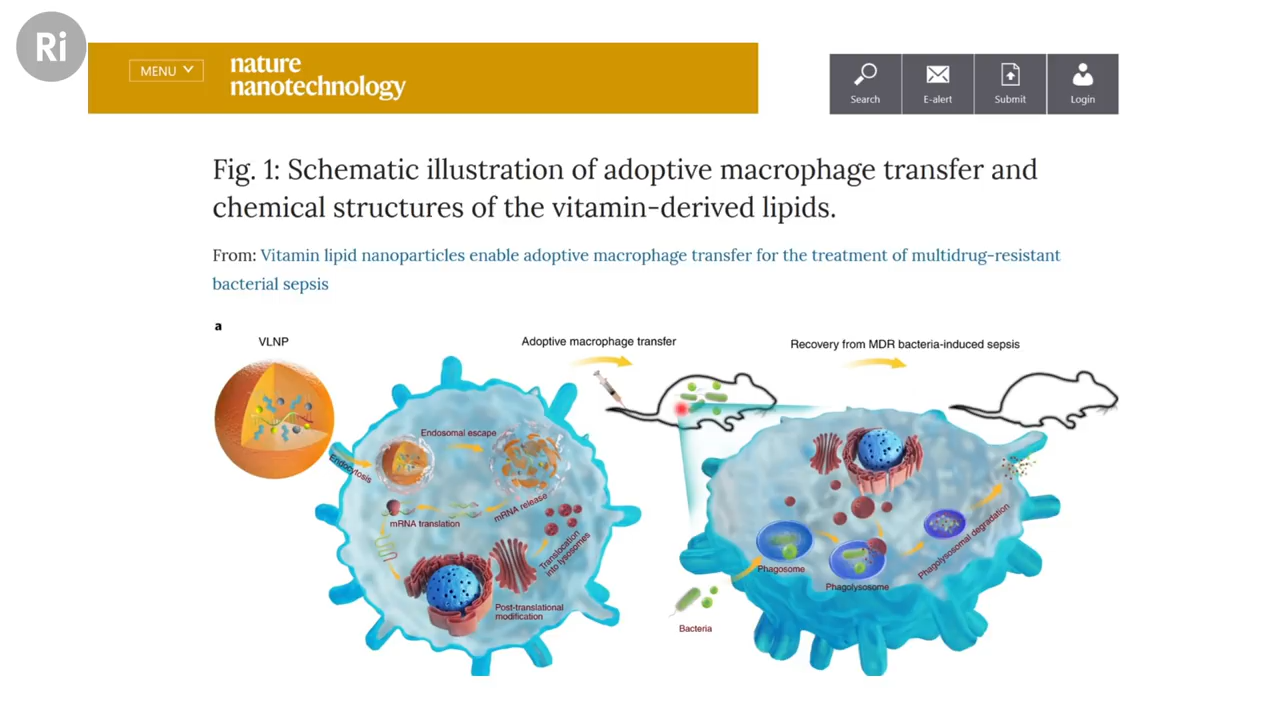 Ri
MENU
nature
nanotechnology
Search
E-alert
Submit
Login
Fig. 1: Schematic illustration of adoptive macrophage transfer and
chemical structures of the vitamin-derived lipids.
From: Vitamin lipid nanoparticles enable adoptive macrophage transfer for the treatment of multidrug-resistant
bacterial sepsis
a
VLNP
Adoptive macrophage transfer
Recovery from MDR bacteria-induced sepsis
Endocytosis
Endosomal escape
mRNA release
mRNA translation
Translocation
into lysosomes
Post-translational
modification
Bacteria
Phagosome
Phagolysosome
Phagolysosomal degradation